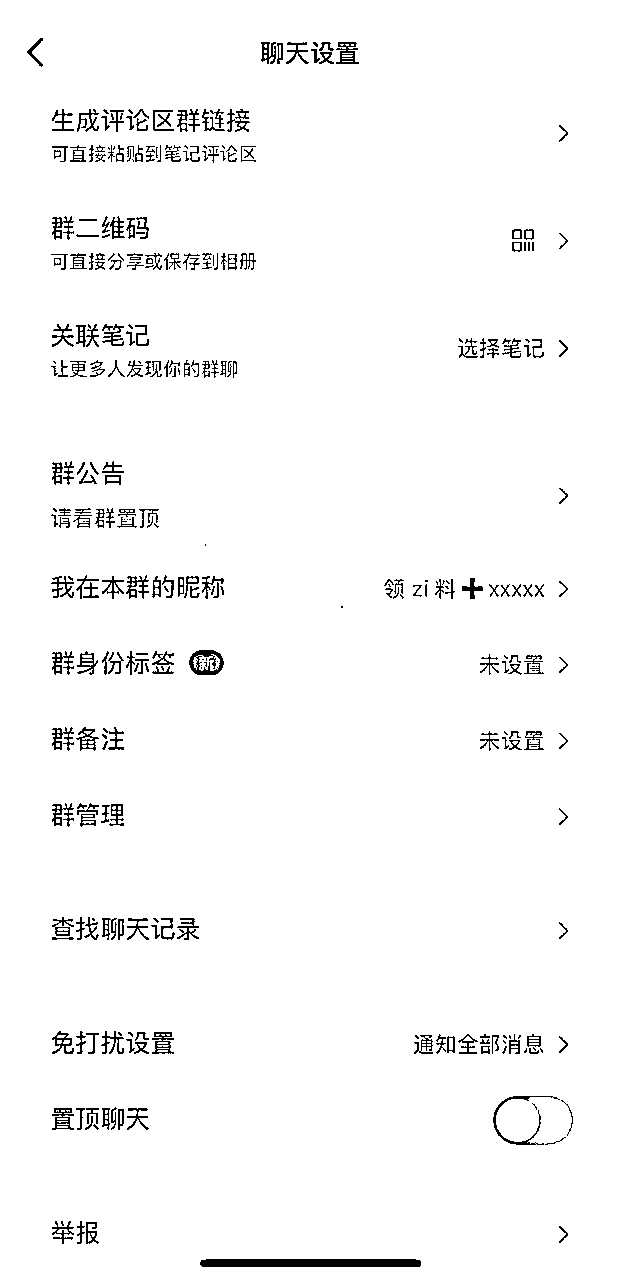 聊天设置
生成评论区群链接
可直接粘贴到笔记评论区
群二维码
可直接分享或保存到相册
关联笔记
选择笔记
让更多人发现你的群聊
群公告
请看群置顶
我在本群的昵称
领 zi 料➕xxxxx
群身份标签 新
未设置
群备注
未设置
群管理
查找聊天记录
免打扰设置
通知全部消息
置顶聊天
举报